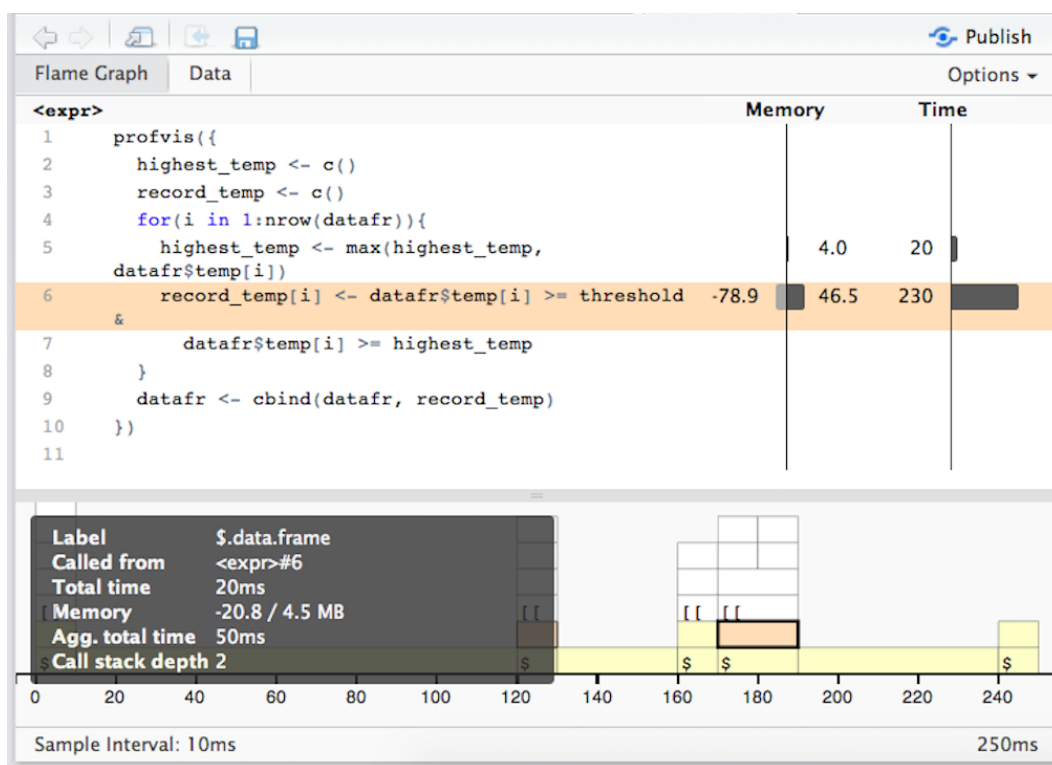 Publish
Flame Graph Data Options
<expr> Memory Time
1 profvis({
2 highest_temp <- c()
3 record_temp <- c()
4 for(i in 1:nrow(datafr)){
5 highest_temp <- max(highest_temp, 4.0 20
datafr$temp[i])
6 record_temp[i] <- datafr$temp[i] >= threshold -78.9 46.5 230
&
7 datafr$temp[i] >= highest_temp
8 }
9 datafr <- cbind(datafr, record_temp)
10 })
11
Label $.data.frame
Called from <expr>#6
Total time 20ms
Memory -20.8 / 4.5 MB
Agg. total time 50ms
Call stack depth 2
[ [ [ [ [ [ [
$ $ $ $ $
0 20 40 60 80 100 120 140 160 180 200 220 240
Sample Interval: 10ms 250ms